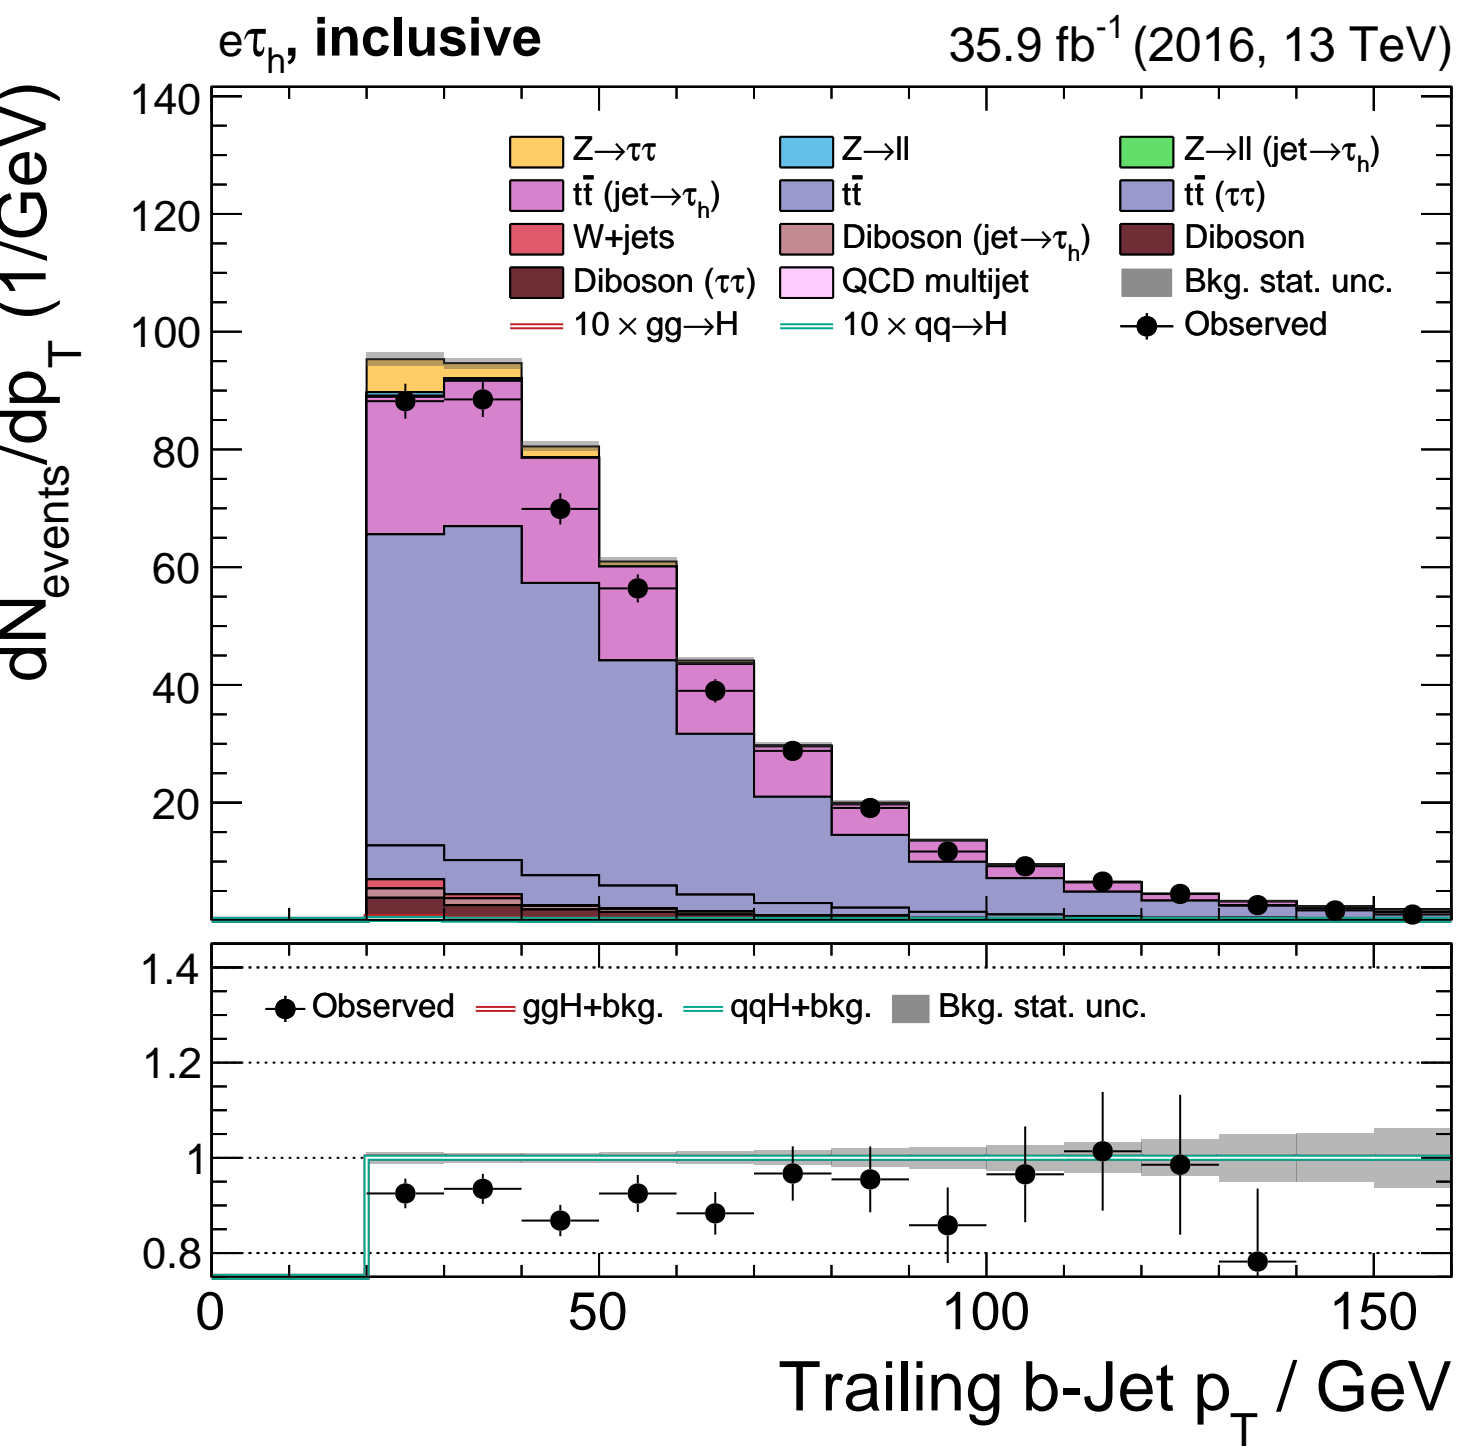 eτh, inclusive 35.9 fb-1 (2016, 13 TeV)
dNevents/dpT (1/GeV)
140
120
100
80
60
40
20
Z→ττ Z→ll Z→ll (jet→τh)
tt̄ (jet→τh) tt̄ tt̄ (ττ)
W+jets Diboson (jet→τh) Diboson
Diboson (ττ) QCD multijet Bkg. stat. unc.
10 × gg→H 10 × qq→H Observed
1.4
1.2
1
0.8
Observed ggH+bkg. qqH+bkg. Bkg. stat. unc.
0 50 100 150
Trailing b-Jet pT / GeV